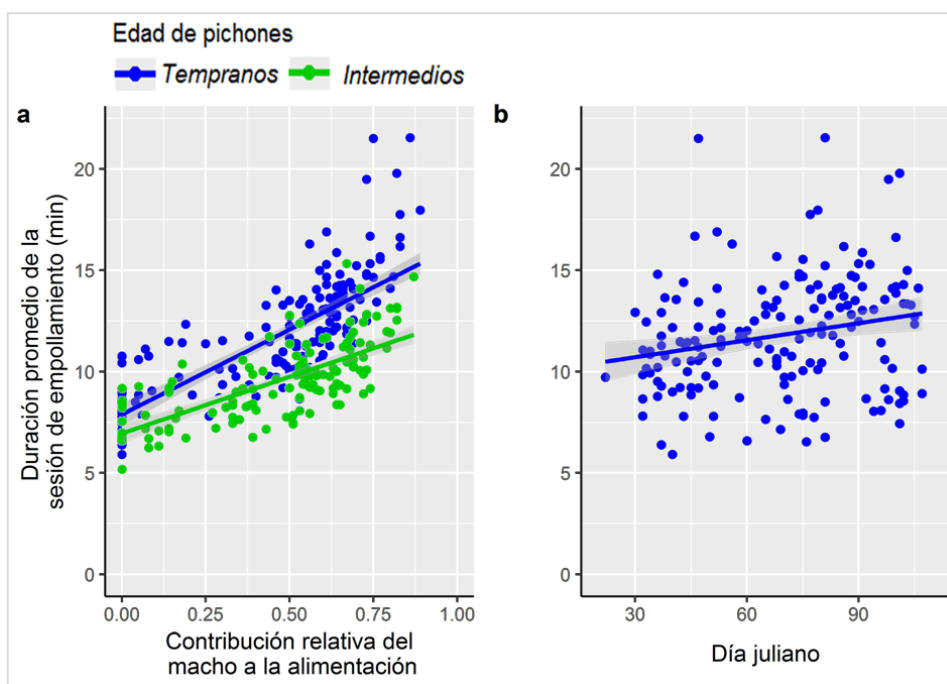 Edad de pichones
Tempranos Intermedios
a
b
Duración promedio de la
sesión de empollamiento (min)
20
15
10
5
0
0.00 0.25 0.50 0.75 1.00
Contribución relativa del
macho a la alimentación
20
15
10
5
0
30 60 90
Día juliano